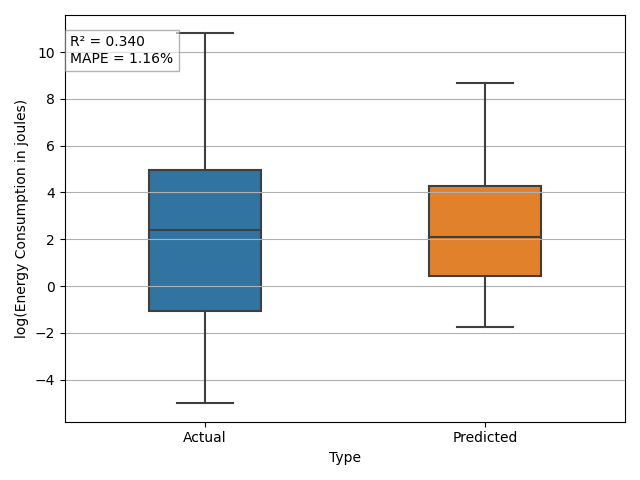 R² = 0.340
MAPE = 1.16%
10
8
6
4
2
0
−2
−4
log(Energy Consumption in joules)
Actual
Predicted
Type